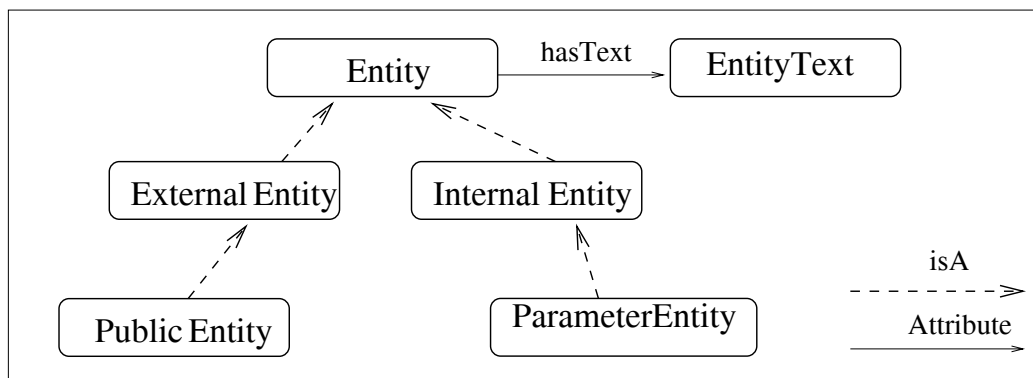 Entity
hasText
EntityText
External Entity
Internal Entity
isA
Public Entity
ParameterEntity
Attribute